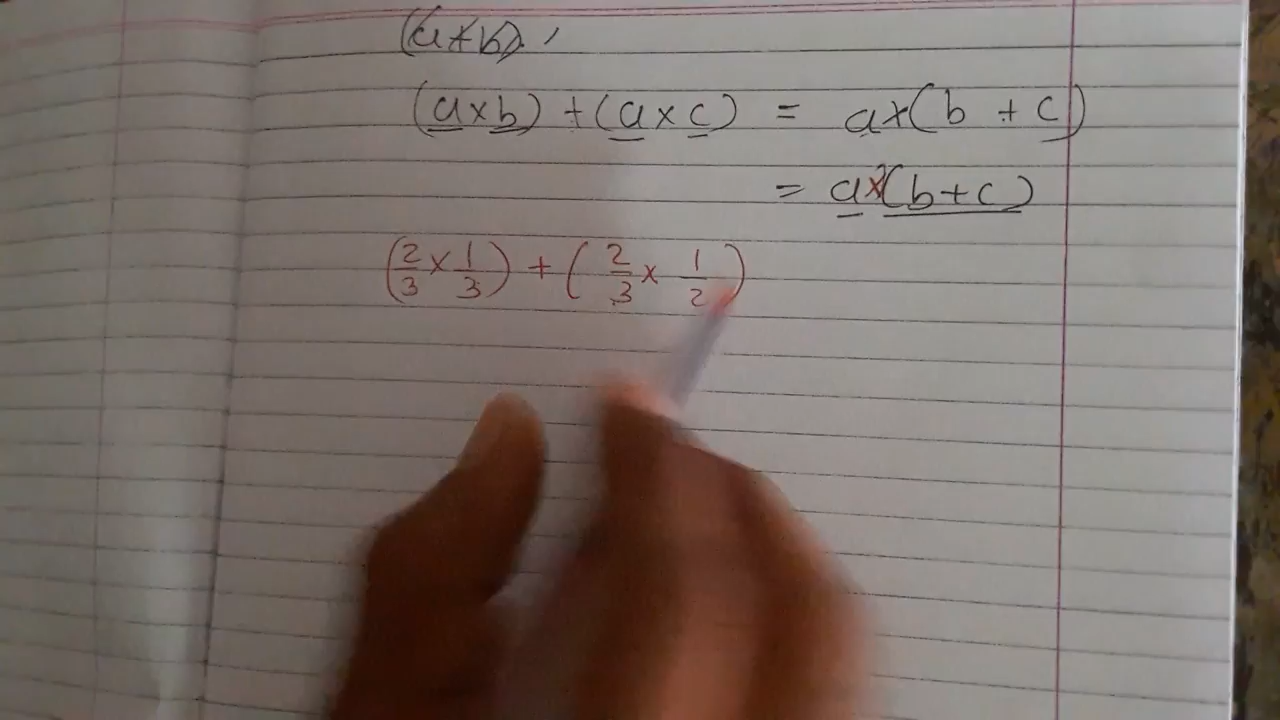 (a+b)
(a×b) + (a×c) = a×(b + c)
= a×(b+c)
(2/3 × 1/3) + (2/3 × 1/2)